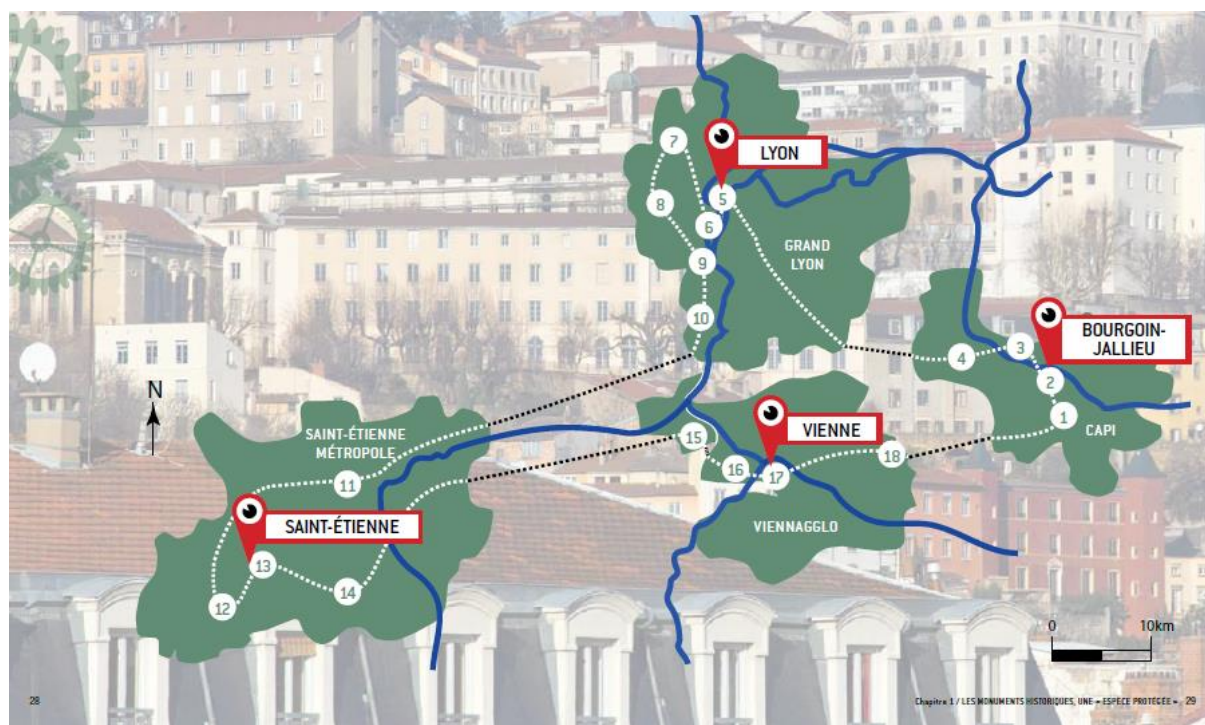 7
LYON
5
8
6
GRAND
LYON
9
10
BOURGOIN-
JALLIEU
3
4
2
1
CAPI
N
SAINT-ÉTIENNE
MÉTROPOLE
VIENNE
15
16
17
18
11
SAINT-ÉTIENNE
VIENNAGGLO
13
14
12
0
10km
28
Chapitre 1 / LES MONUMENTS HISTORIQUES, UNE « ESPÈCE PROTÉGÉE » 29